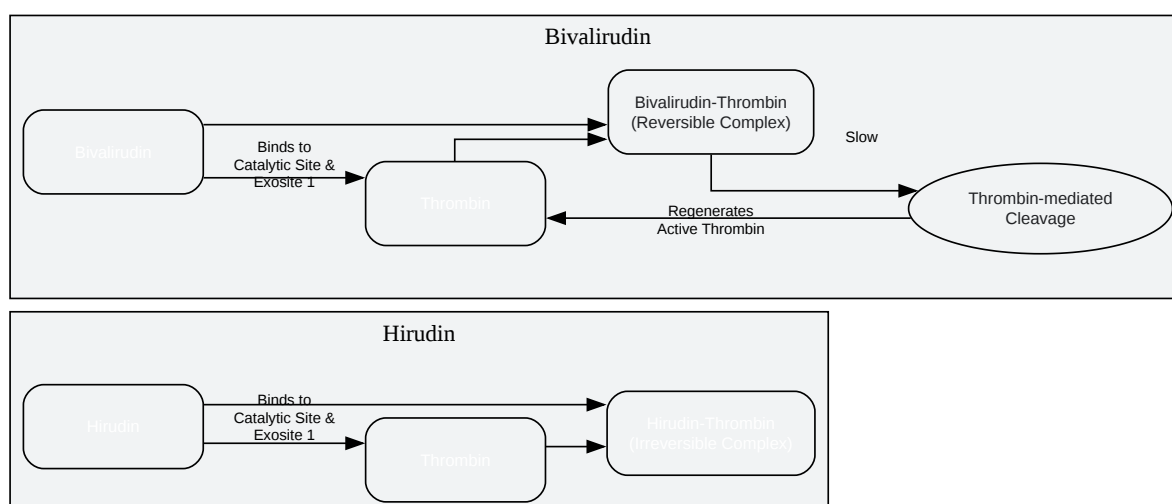 Bivalirudin
Bivalirudin-Thrombin
(Reversible Complex)
Bivalirudin
Binds to
Catalytic Site &
Exosite 1
Slow
Thrombin
Thrombin-mediated
Cleavage
Regenerates
Active Thrombin
Hirudin
Hirudin
Binds to
Catalytic Site &
Exosite 1
Hirudin-Thrombin
(Irreversible Complex)
Thrombin